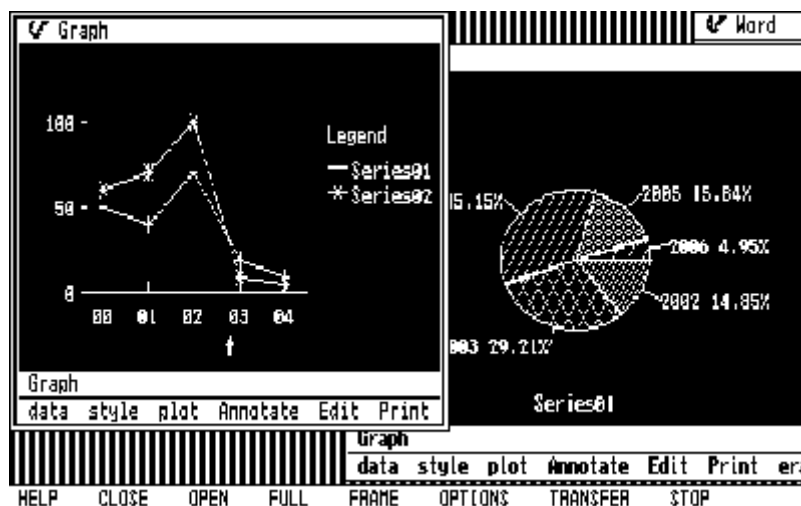 Graph
Word
100
50
0
00 01 02 03 04
Legend
Series01
Series02
2005 15.84%
2006 4.95%
2002 14.85%
29.21%
Series01
Graph
data style plot Annotate Edit Print
Graph
data style plot Annotate Edit Print
HELP CLOSE OPEN FULL FRAME OPTIONS TRANSFER STOP